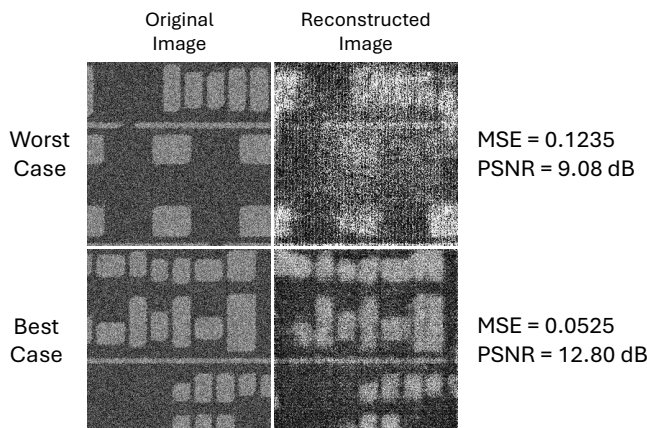 Original
Image
Reconstructed
Image
Worst
Case
MSE = 0.1235
PSNR = 9.08 dB
Best
Case
MSE = 0.0525
PSNR = 12.80 dB